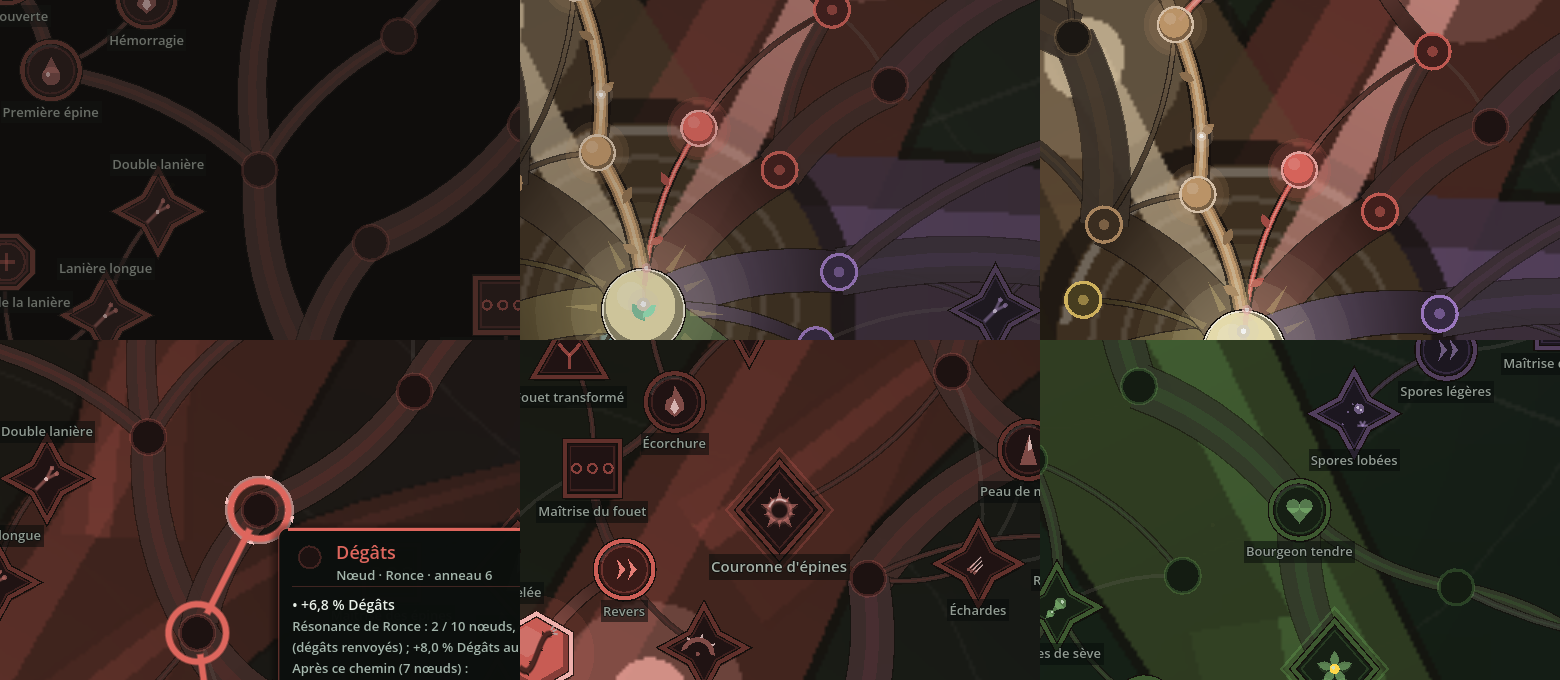 ouverte
Hémorragie
Première épine
Double lanière
Lanière longue
le la lanière
Double lanière
longue
Dégâts
Nœud · Ronce · anneau 6
• +6,8 % Dégâts
Résonance de Ronce : 2 / 10 nœuds,
(dégâts renvoyés) ; +8,0 % Dégâts au
Après ce chemin (7 nœuds) :
ouet transformé
Écorchure
Maîtrise du fouet
Peau de m
Couronne d'épines
elée
Revers
Échardes
R
Maîtrise
Spores légères
Spores lobées
Bourgeon tendre
es de sève